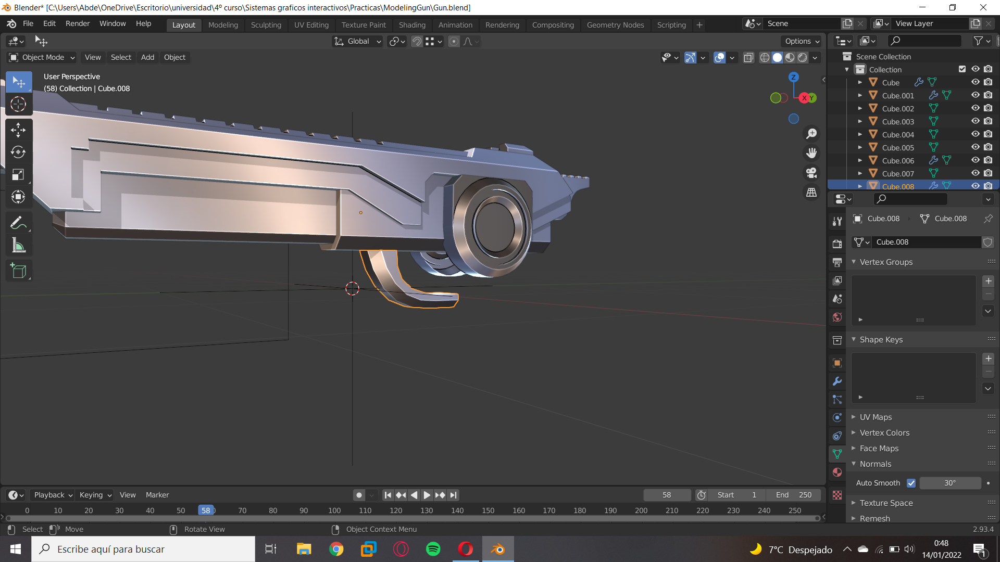 Blender* [C:\Users\Abde\OneDrive\Escritorio\universidad\4º curso\Sistemas graficos interactivos\Practicas\ModelingGun\Gun.blend]
File Edit Render Window Help Layout Modeling Sculpting UV Editing Texture Paint Shading Animation Rendering Compositing Geometry Nodes Scripting + Scene View Layer
Global Options
Object Mode View Select Add Object
User Perspective
(58) Collection | Cube.008
Z
X Y
Scene Collection
Collection
Cube
Cube.001
Cube.002
Cube.003
Cube.004
Cube.005
Cube.006
Cube.007
Cube.008
Cube.008 Cube.008
Cube.008
Vertex Groups
Shape Keys
UV Maps
Vertex Colors
Face Maps
Normals
Auto Smooth 30°
Texture Space
Remesh
Playback Keying View Marker 58 Start 1 End 250
0 10 20 30 40 50 58 70 80 90 100 110 120 130 140 150 160 170 180 190 200 210 220 230 240 250
Select Move Rotate View Object Context Menu 2.93.4
Escribe aquí para buscar
7°C Despejado
0:48
14/01/2022
1